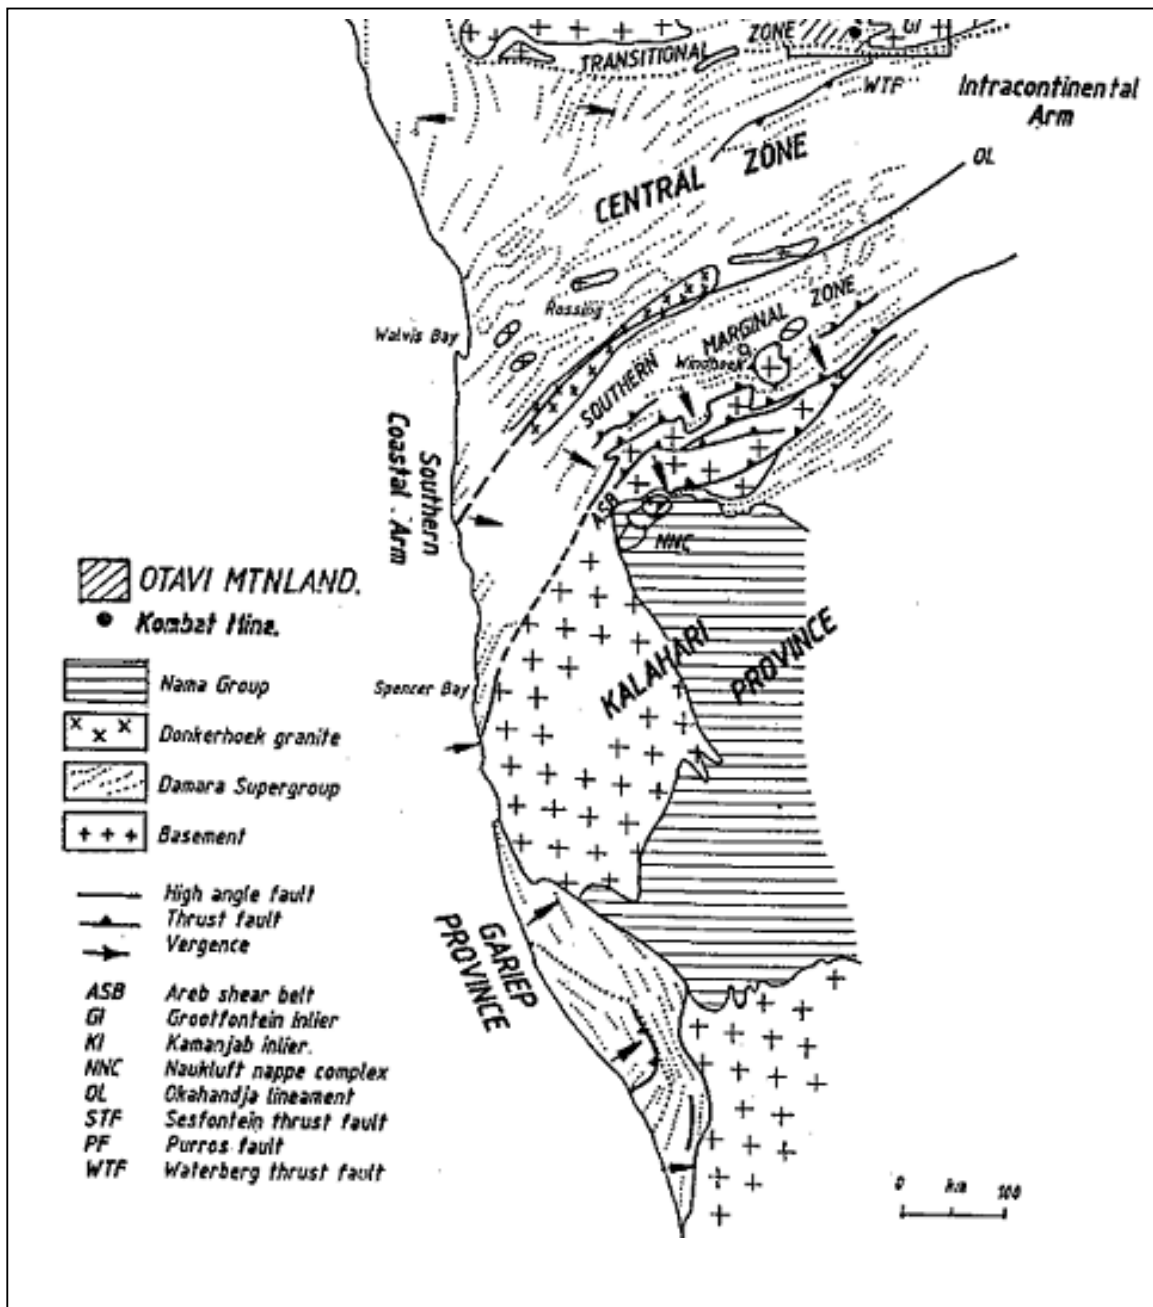 ZONE
GI
TRANSITIONAL
WTF
Intracontinental
Arm
OL
CENTRAL ZONE
Rossing
Walvis Bay
SOUTHERN MARGINAL ZONE
Windhoek
Southern
Coastal Arm
ASB
NNC
OTAVI MTNLAND.
Kombat Mine.
KALAHARI PROVINCE
Nama Group
Spencer Bay
Donkerhoek granite
Damara Supergroup
Basement
High angle fault
Thrust fault
Vergence
GARIEP
PROVINCE
ASB Areb shear belt
GI Grootfontein Inlier
KI Kamanjab inlier.
NNC Naukluft nappe complex
OL Okahandja lineament
STF Sesfontein thrust fault
PF Purros fault
WTF Waterberg thrust fault
0 km 100